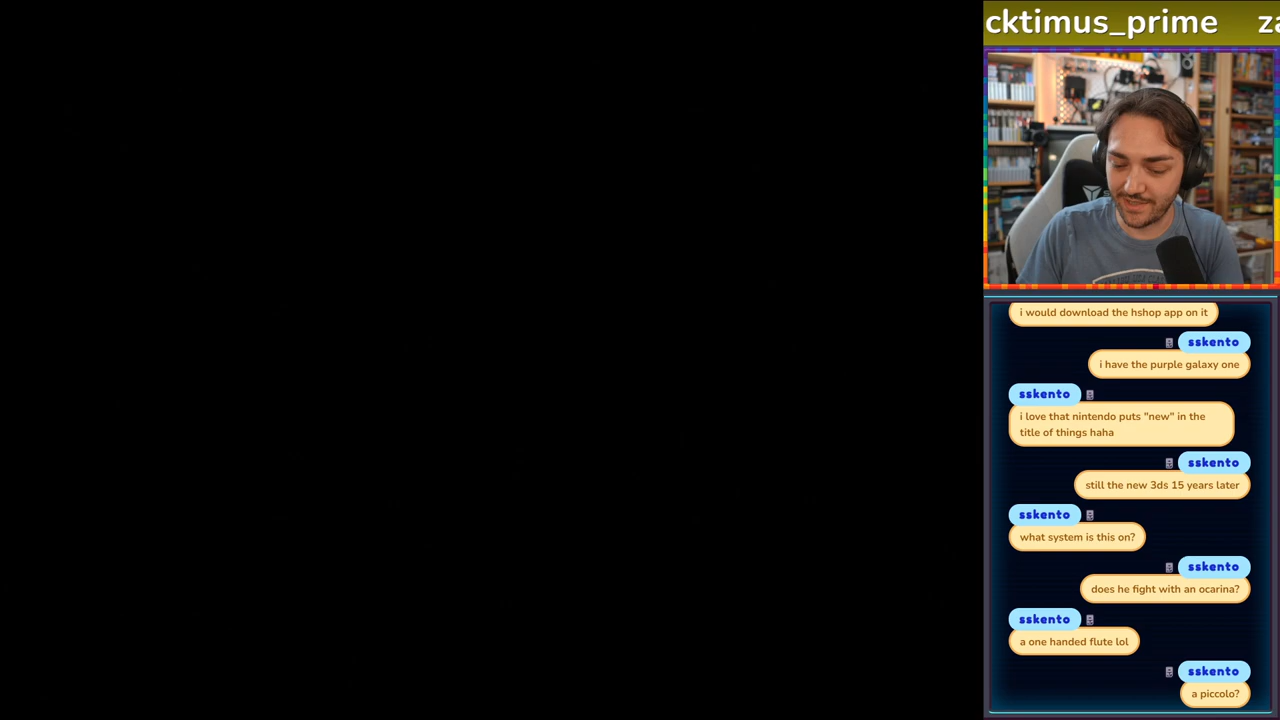 cktimus_prime za
i would download the hshop app on it
sskento
i have the purple galaxy one
sskento
i love that nintendo puts "new" in the
title of things haha
sskento
still the new 3ds 15 years later
sskento
what system is this on?
sskento
does he fight with an ocarina?
sskento
a one handed flute lol
sskento
a piccolo?